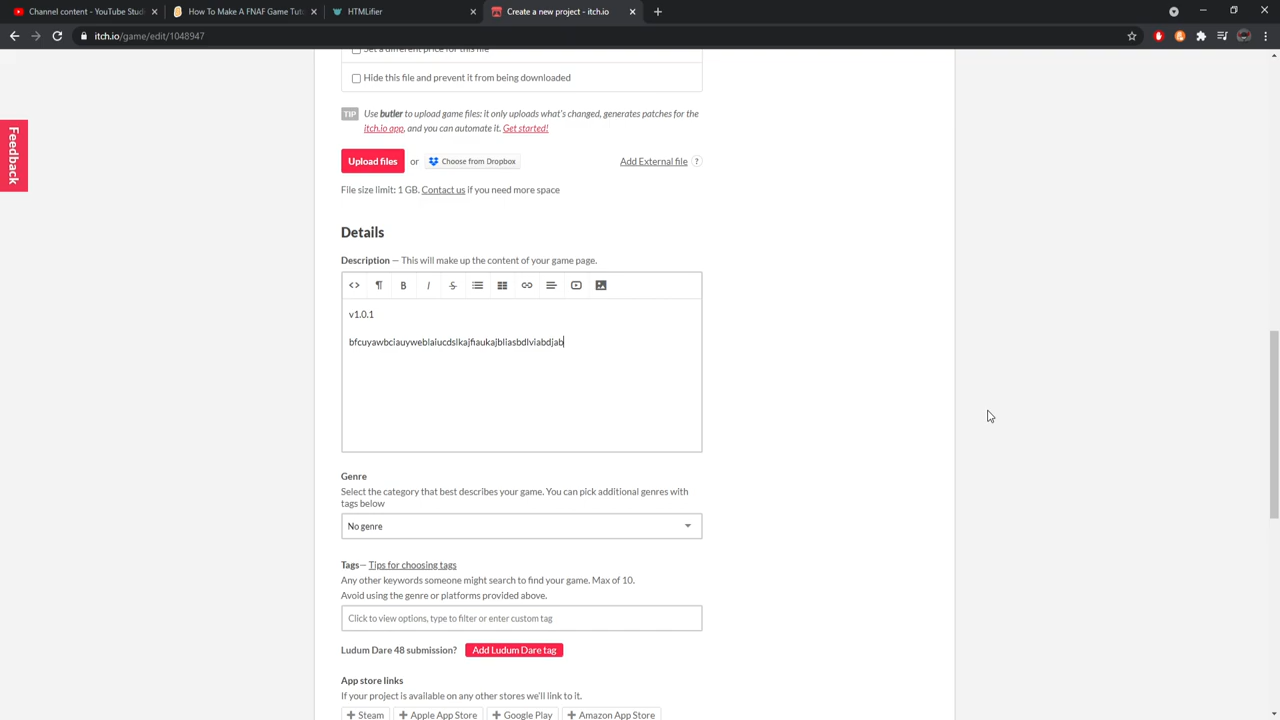 Channel content - YouTube Stud
How To Make A FNAF Game Tut
HTMLifier
Create a new project - itch.io
itch.io/game/edit/1048947
Set a different price for this file
Hide this file and prevent it from being downloaded
TIP Use butler to upload game files: it only uploads what's changed, generates patches for the
itch.io app, and you can automate it. Get started!
Feedback
Upload files or Choose from Dropbox Add External file ?
File size limit: 1 GB. Contact us if you need more space
Details
Description — This will make up the content of your game page.
v1.0.1
bfcuyawbciauyweblaiucdslkajfiaukajbliasbdlviabdjab
Genre
Select the category that best describes your game. You can pick additional genres with
tags below
No genre
Tags— Tips for choosing tags
Any other keywords someone might search to find your game. Max of 10.
Avoid using the genre or platforms provided above.
Click to view options, type to filter or enter custom tag
Ludum Dare 48 submission? Add Ludum Dare tag
App store links
If your project is available on any other stores we'll link to it.
Steam Apple App Store Google Play Amazon App Store